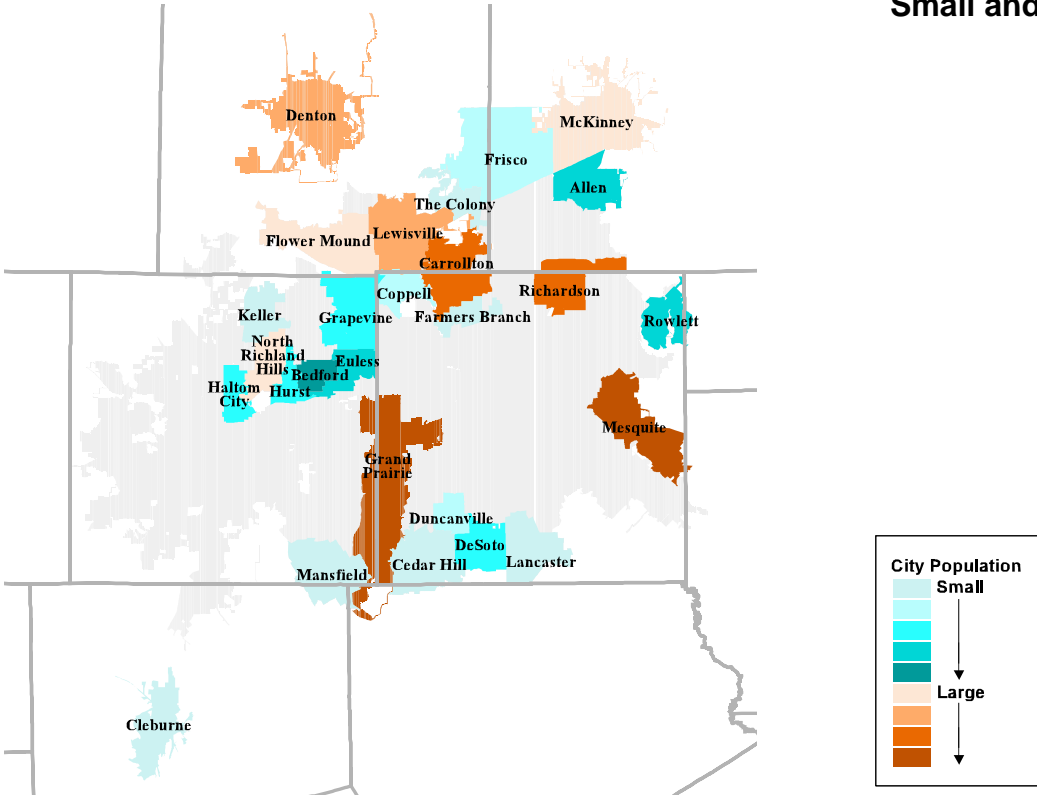 Small and
Denton
McKinney
Frisco
Allen
The Colony
Flower Mound
Lewisville
Carrollton
Coppell
Richardson
Keller
Grapevine
Farmers Branch
Rowlett
North
Richland
Hills
Euless
Bedford
Haltom
City
Hurst
Mesquite
Grand
Prairie
Duncanville
DeSoto
Mansfield
Cedar Hill
Lancaster
Cleburne
City Population
Small
Large